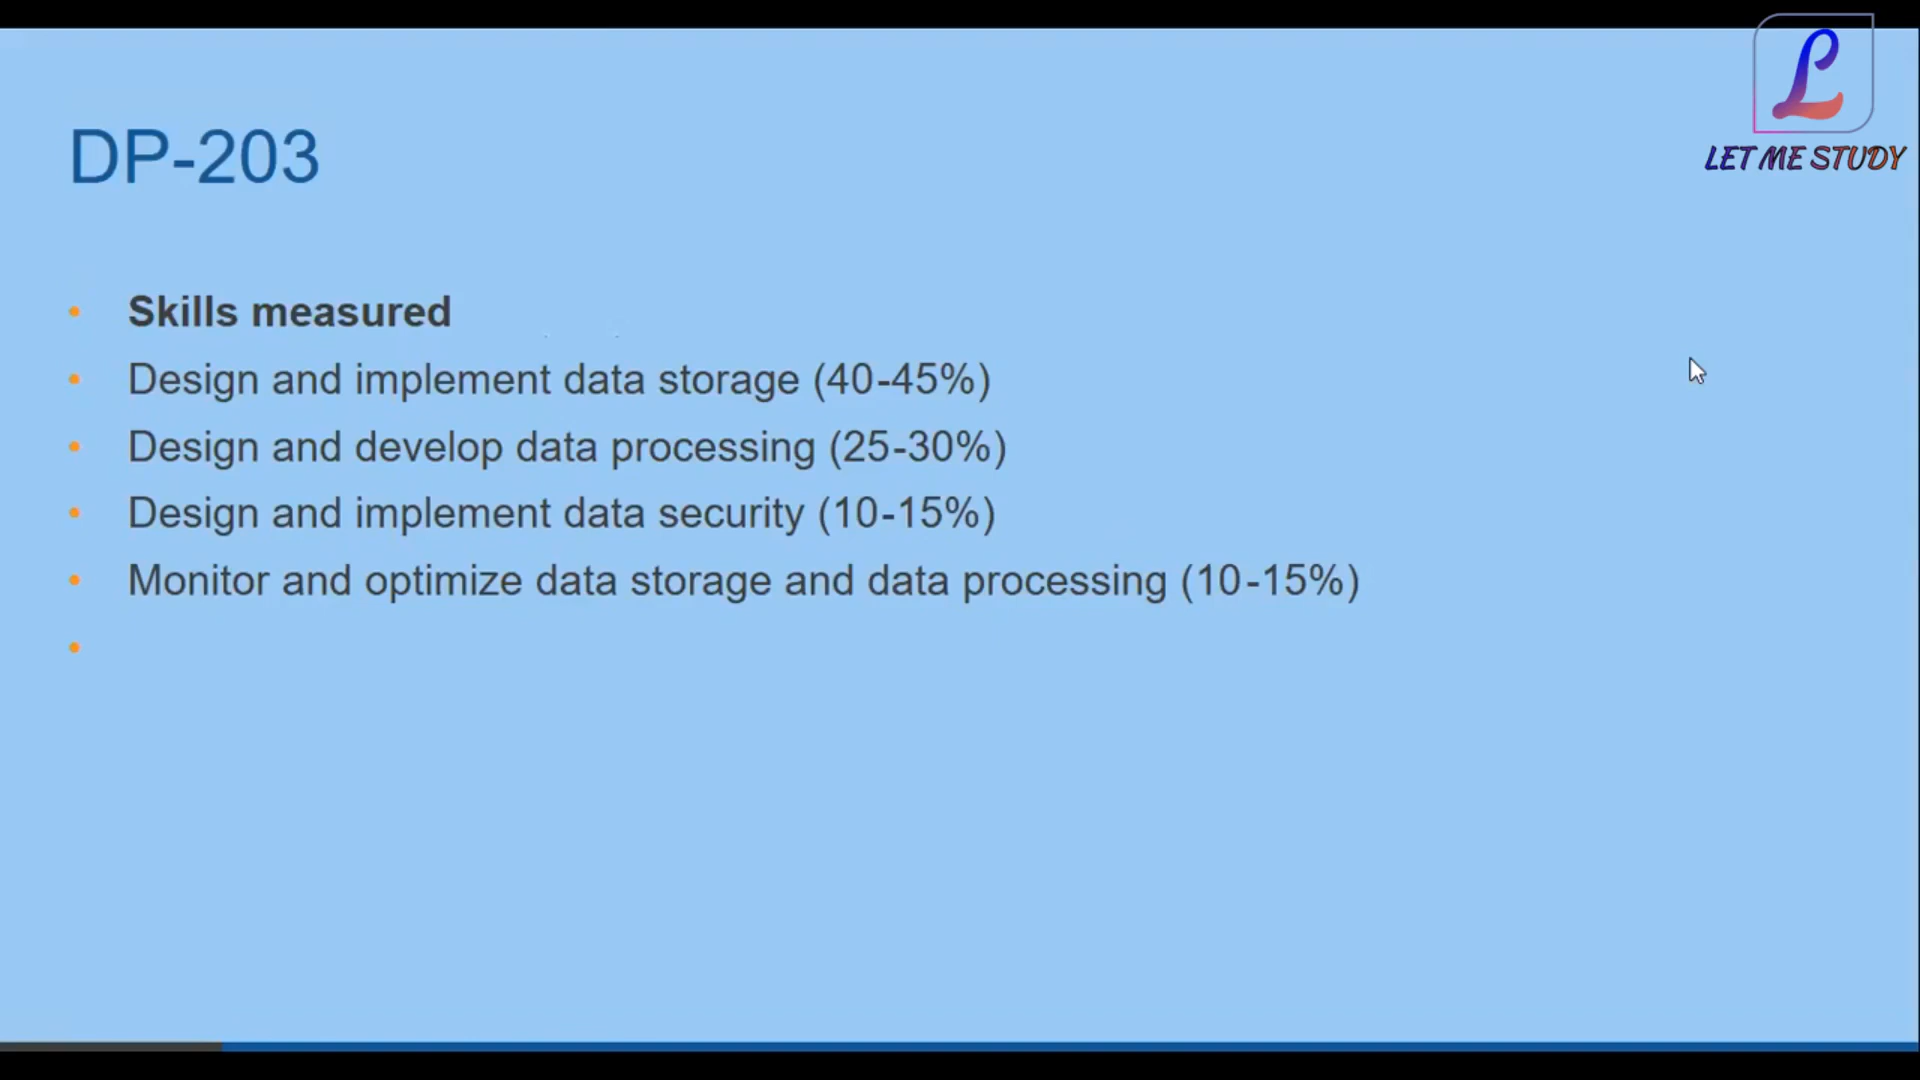 L
LET ME STUDY
DP-203
Skills measured
Design and implement data storage (40-45%)
Design and develop data processing (25-30%)
Design and implement data security (10-15%)
Monitor and optimize data storage and data processing (10-15%)